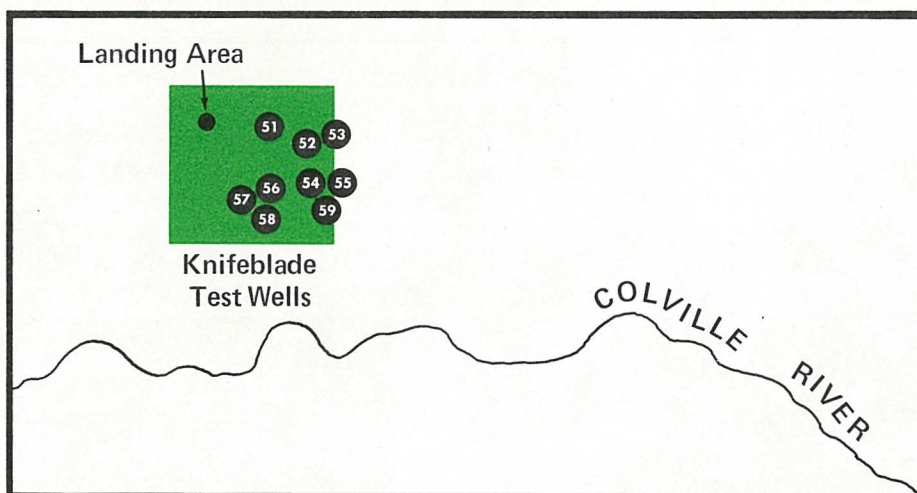 Landing Area
51
52
53
54
55
56
57
58
59
Knifeblade
Test Wells
COLVILLE RIVER